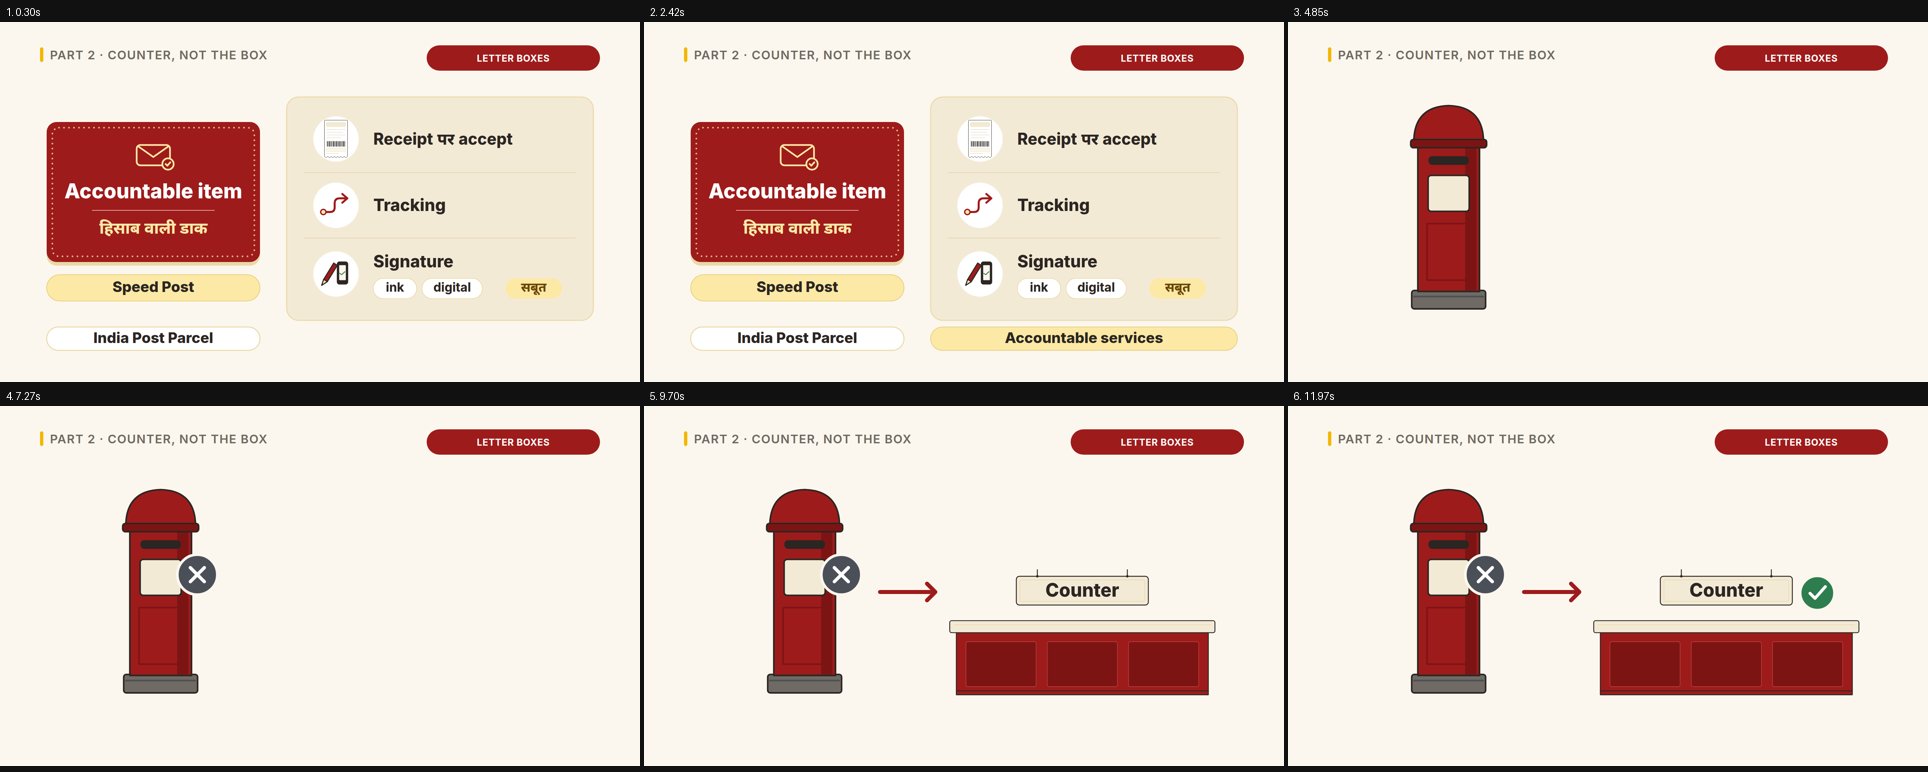 1. 0.30s
PART 2 · COUNTER, NOT THE BOX
LETTER BOXES
Accountable item
हिसाब वाली डाक
Speed Post
India Post Parcel
Receipt पर accept
Tracking
Signature
ink
digital
सबूत
2. 2.42s
PART 2 · COUNTER, NOT THE BOX
LETTER BOXES
Accountable item
हिसाब वाली डाक
Speed Post
India Post Parcel
Receipt पर accept
Tracking
Signature
ink
digital
सबूत
Accountable services
3. 4.85s
PART 2 · COUNTER, NOT THE BOX
LETTER BOXES
4. 7.27s
PART 2 · COUNTER, NOT THE BOX
LETTER BOXES
5. 9.70s
PART 2 · COUNTER, NOT THE BOX
LETTER BOXES
Counter
6. 11.97s
PART 2 · COUNTER, NOT THE BOX
LETTER BOXES
Counter